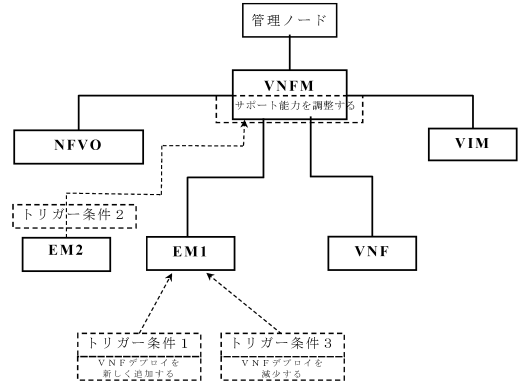 管理ノード
VNFM
サポート能力を調整する
NFVO
VIM
トリガー条件２
EM2
EM1
VNF
トリガー条件１
ＶＮＦデプロイを
新しく追加する
トリガー条件３
ＶＮＦデプロイを
減少する